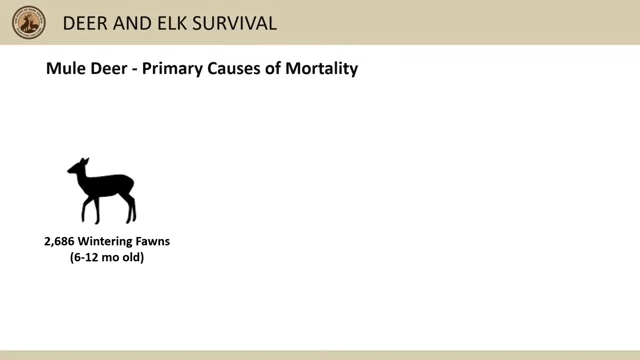 DEER AND ELK SURVIVAL
Mule Deer - Primary Causes of Mortality
2,686 Wintering Fawns
(6-12 mo old)